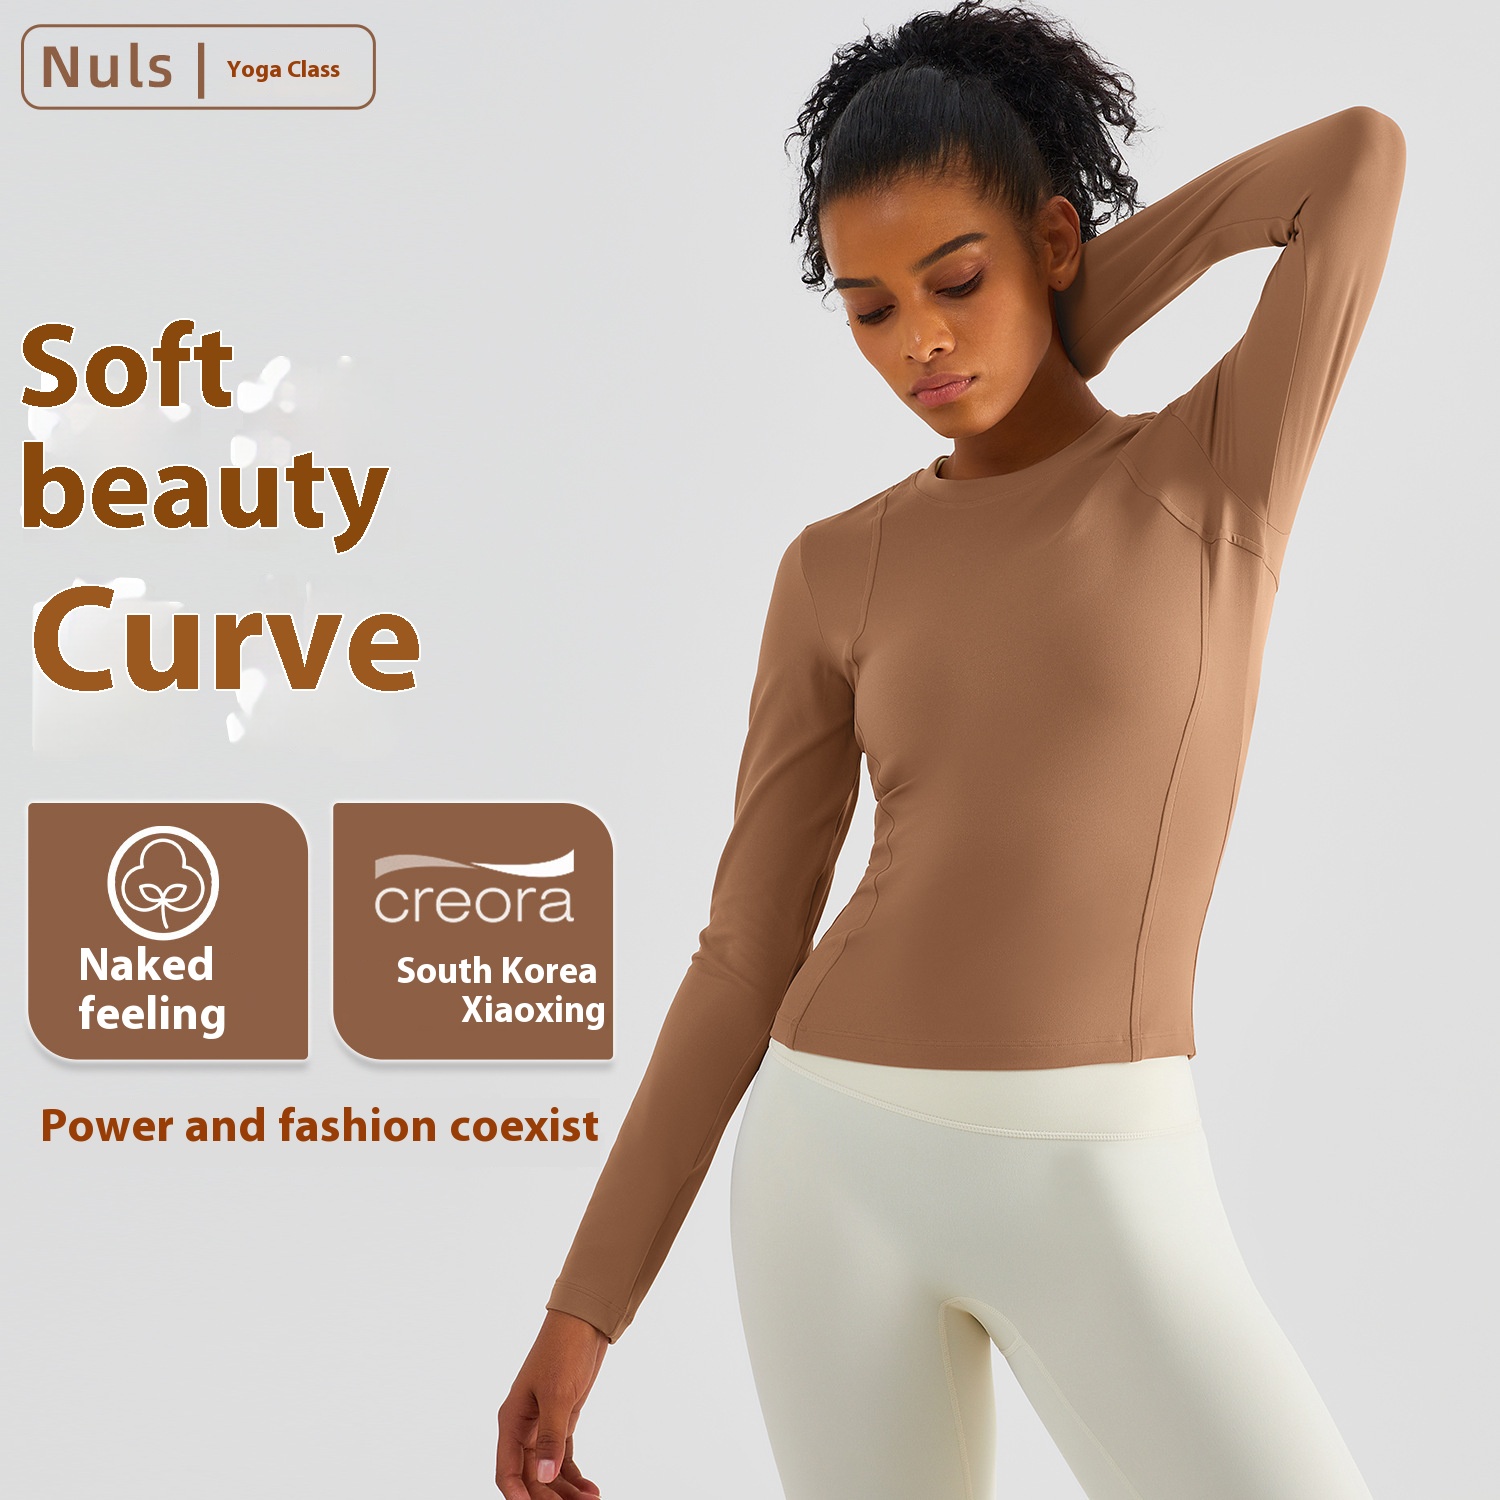 Nuls | Yoga Class
Soft
beauty
Curve
Naked
feeling
creora
South Korea
Xiaoxing
Power and fashion coexist